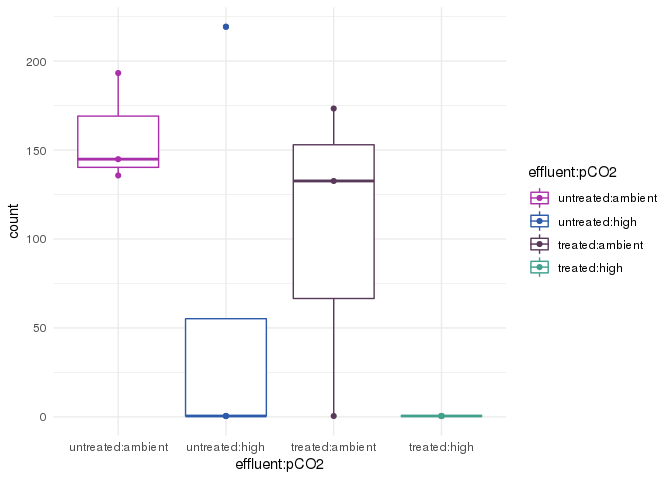 200
150
100
50
0
count
untreated:ambient untreated:high treated:ambient treated:high
effluent:pCO2
effluent:pCO2
untreated:ambient
untreated:high
treated:ambient
treated:high